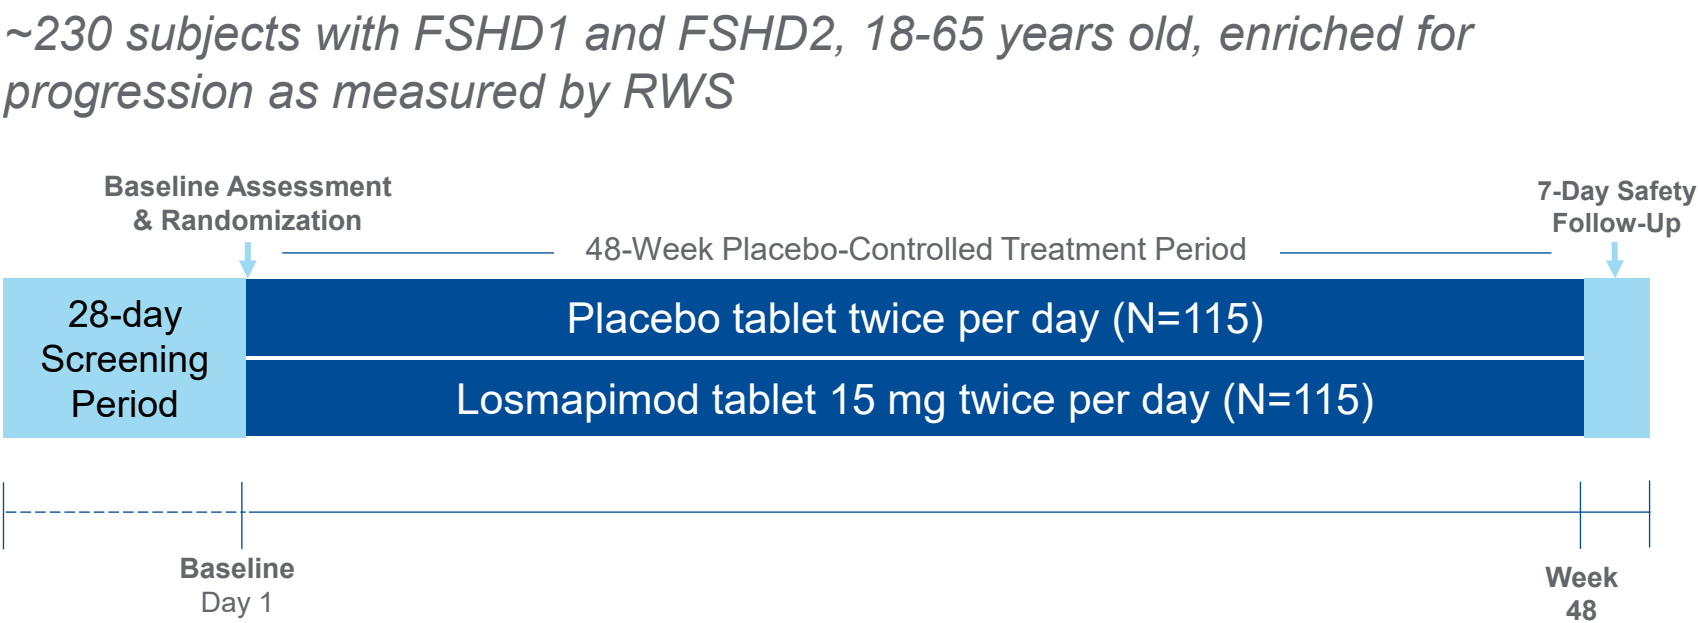 ~230 subjects with FSHD1 and FSHD2, 18-65 years old, enriched for
progression as measured by RWS
Baseline Assessment
& Randomization
7-Day Safety
Follow-Up
48-Week Placebo-Controlled Treatment Period
28-day
Screening
Period
Placebo tablet twice per day (N=115)
Losmapimod tablet 15 mg twice per day (N=115)
Baseline
Day 1
Week
48